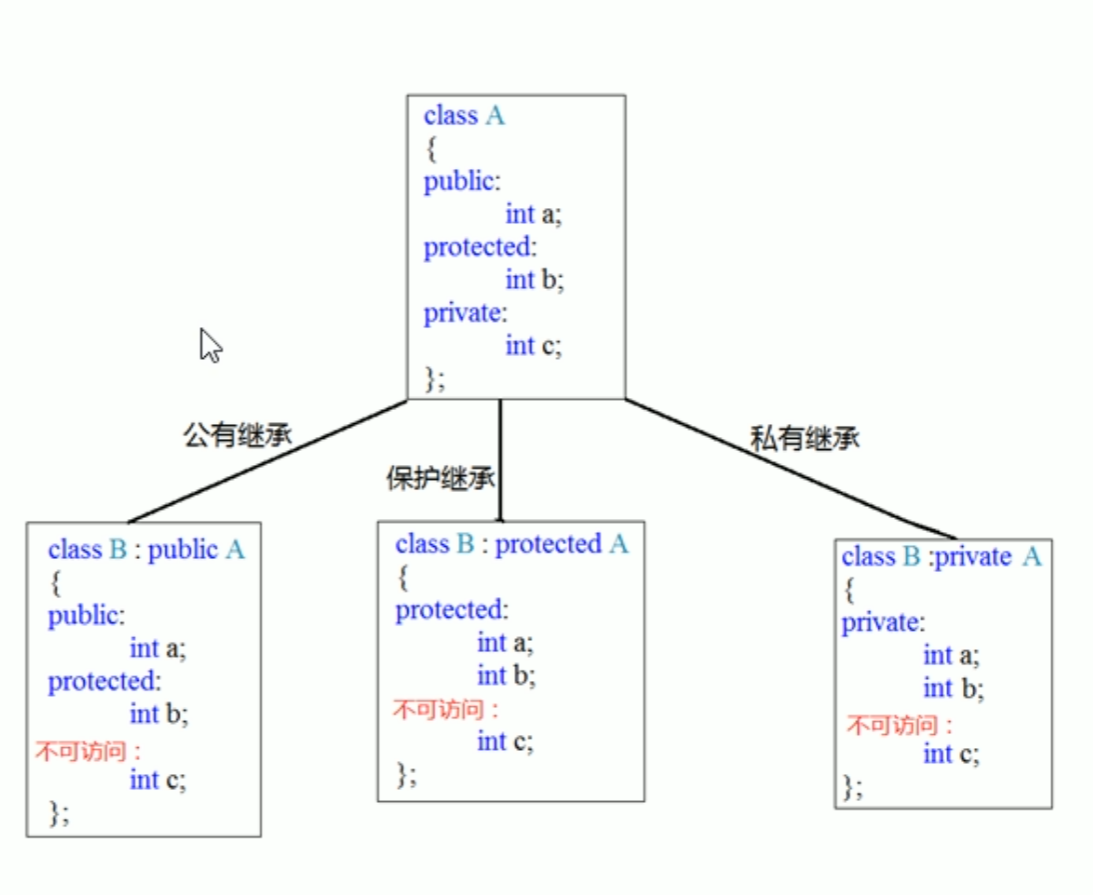 class A
{
public:
int a;
protected:
int b;
private:
int c;
};
公有继承
保护继承
私有继承
class B : public A
{
public:
int a;
protected:
int b;
不可访问：
int c;
};
class B : protected A
{
protected:
int a;
int b;
不可访问：
int c;
};
class B :private A
{
private:
int a;
int b;
不可访问：
int c;
};